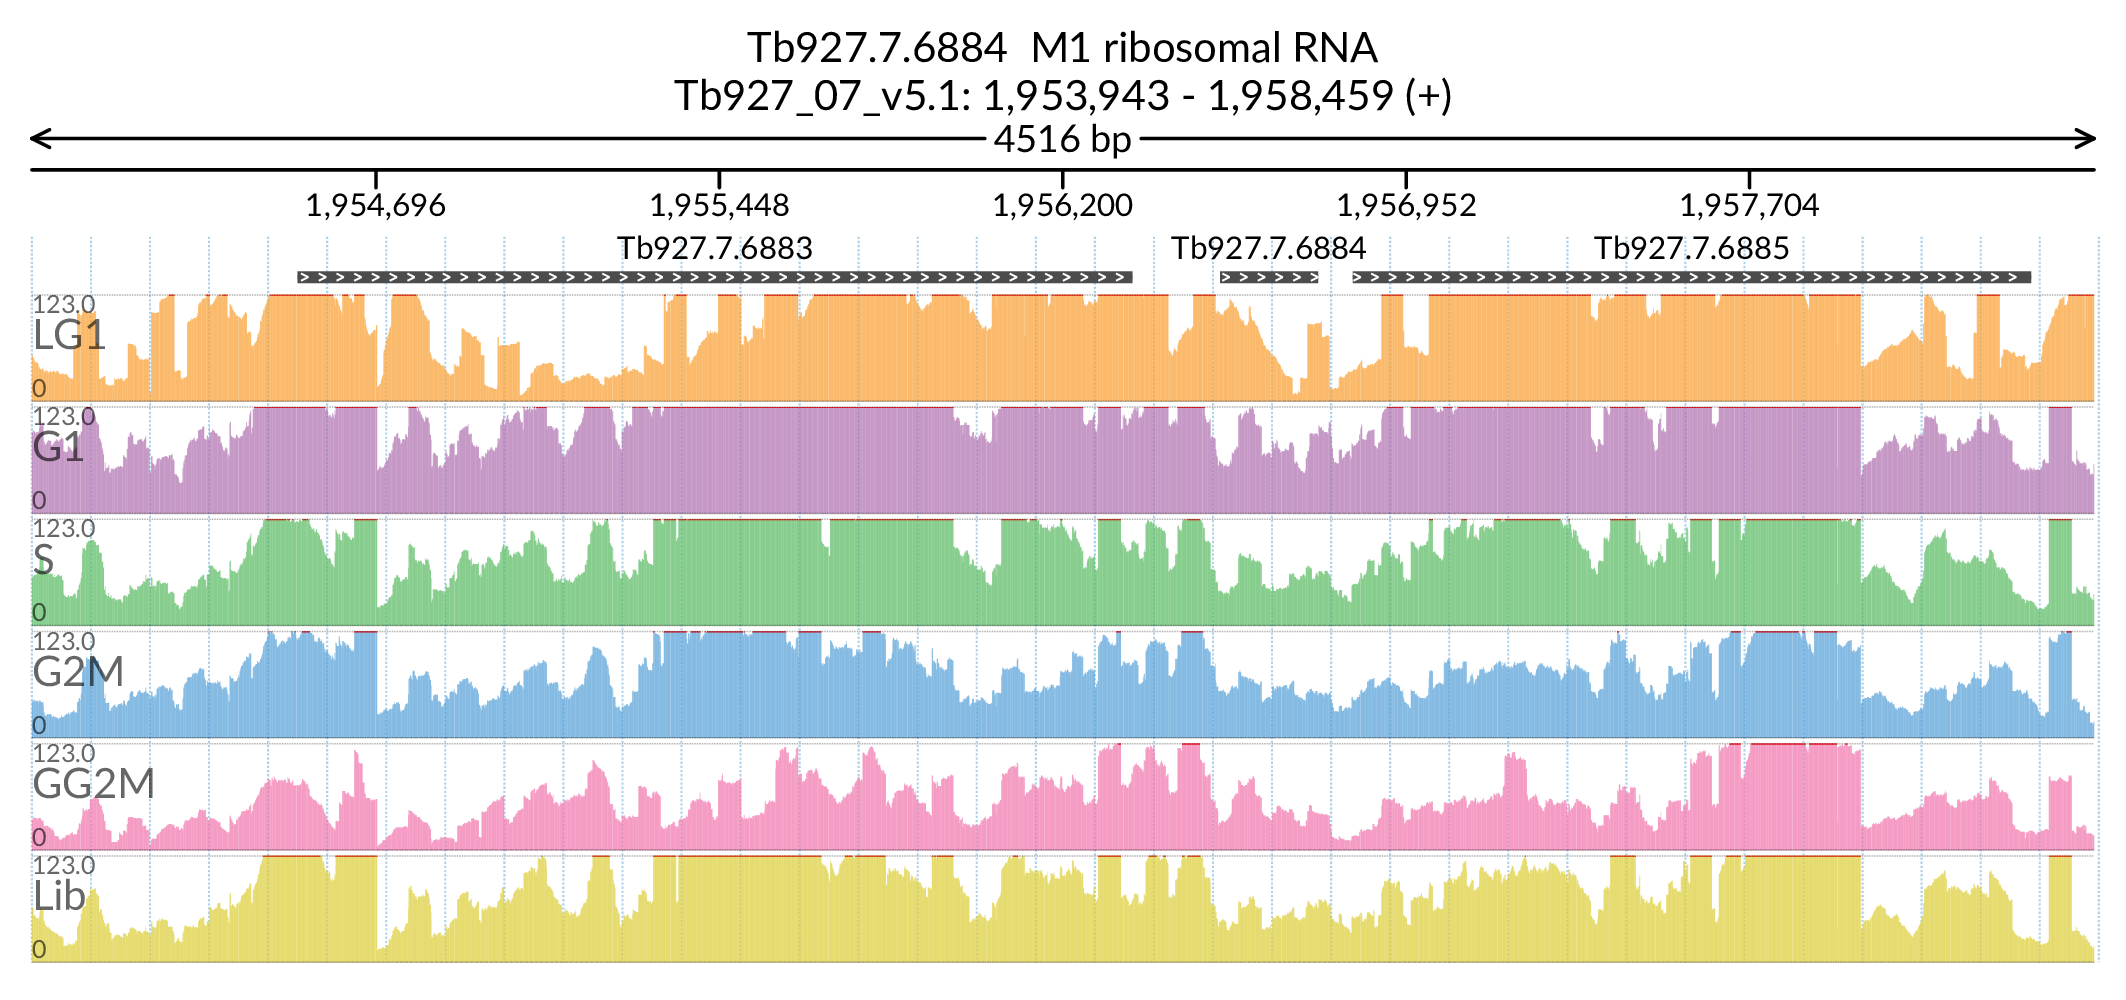 Tb927.7.6884  M1 ribosomal RNA
Tb927_07_v5.1: 1,953,943 - 1,958,459 (+)
4516 bp
1,954,696 1,955,448 1,956,200 1,956,952 1,957,704
Tb927.7.6883 Tb927.7.6884 Tb927.7.6885
123.0
LG1
0
123.0
G1
0
123.0
S
0
123.0
G2M
0
123.0
GG2M
0
123.0
Lib
0